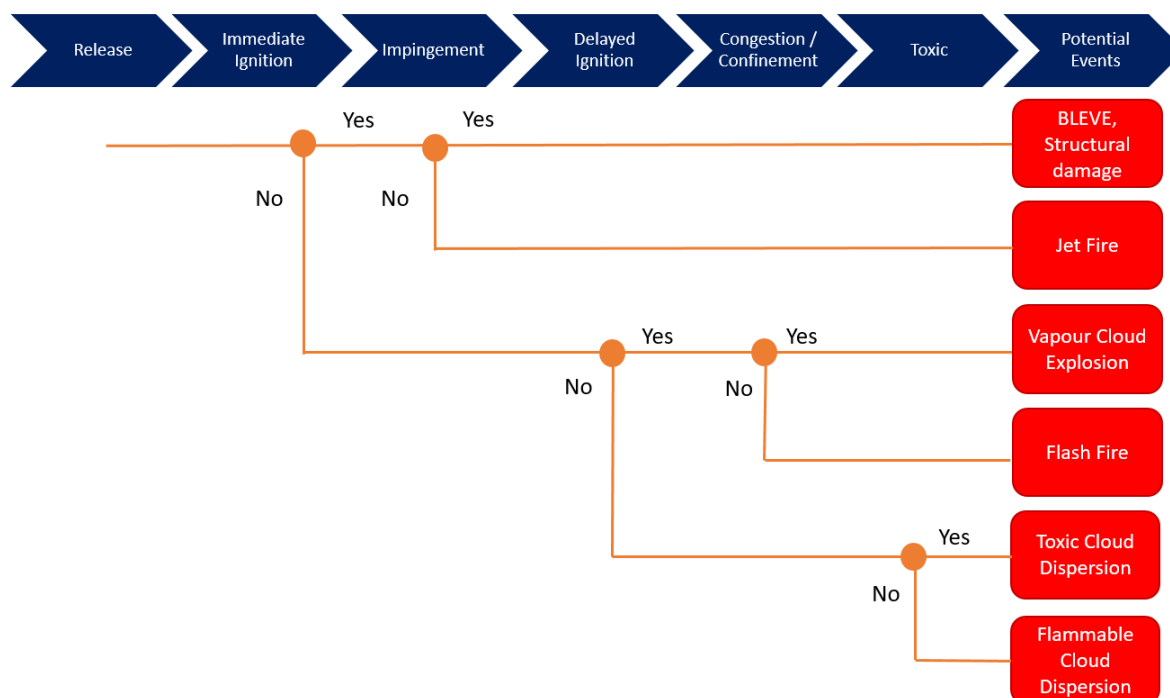 Release
Immediate
Ignition
Impingement
Delayed
Ignition
Congestion /
Confinement
Toxic
Potential
Events
Yes
Yes
BLEVE,
Structural
damage
No
No
Jet Fire
Yes
Yes
Vapour Cloud
Explosion
No
No
Flash Fire
Yes
Toxic Cloud
Dispersion
No
Flammable
Cloud
Dispersion